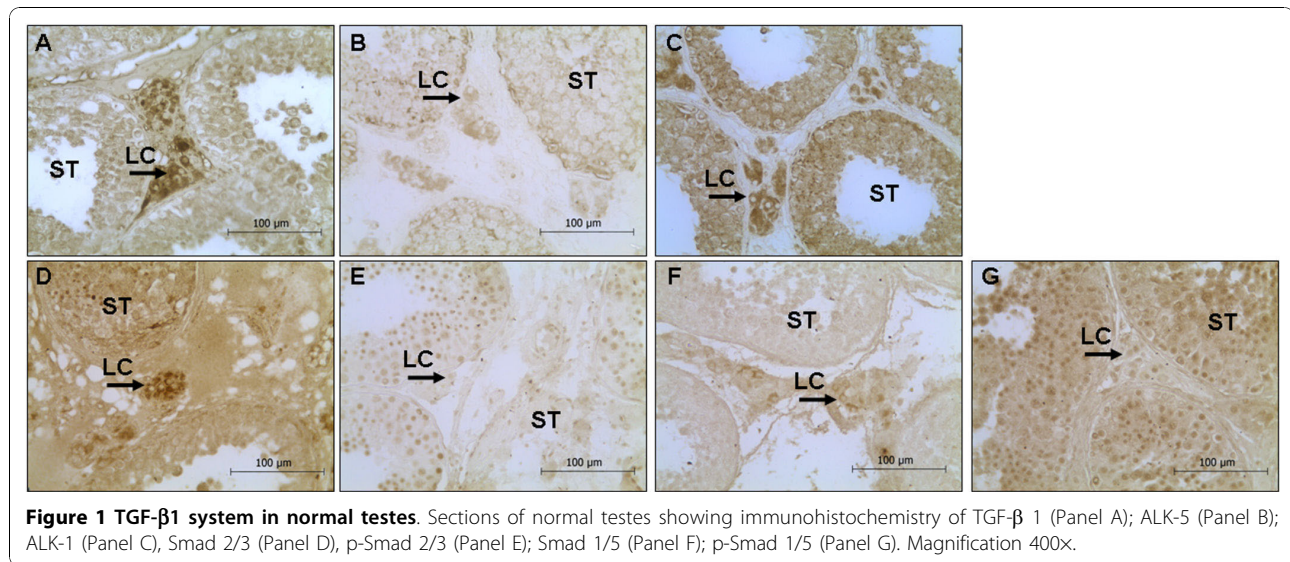 A B C
LC ST
ST LC
LC ST
100 µm 100 µm 100 µm
D E F G
ST ST LC ST
LC LC LC
ST
100 µm 100 µm 100 µm 100 µm
Figure 1 TGF-β1 system in normal testes. Sections of normal testes showing immunohistochemistry of TGF-β 1 (Panel A); ALK-5 (Panel B);
ALK-1 (Panel C), Smad 2/3 (Panel D), p-Smad 2/3 (Panel E); Smad 1/5 (Panel F); p-Smad 1/5 (Panel G). Magnification 400×.